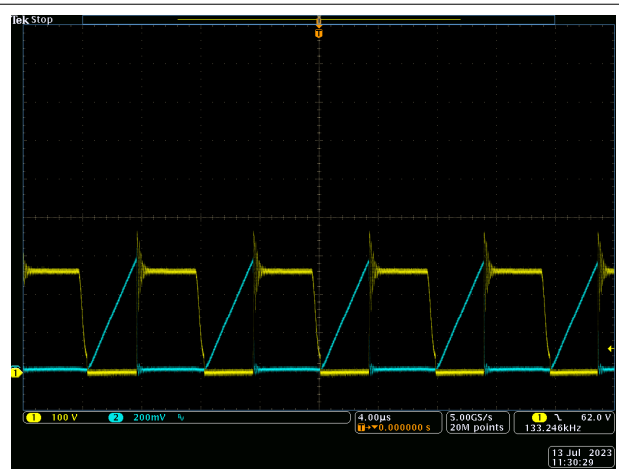 Tek Stop
T
1
1 100 V 2 200mV
4.00µs
T→▼0.000000 s
5.00GS/s
20M points
1 62.0 V
133.246kHz
13 Jul 2023
11:30:29